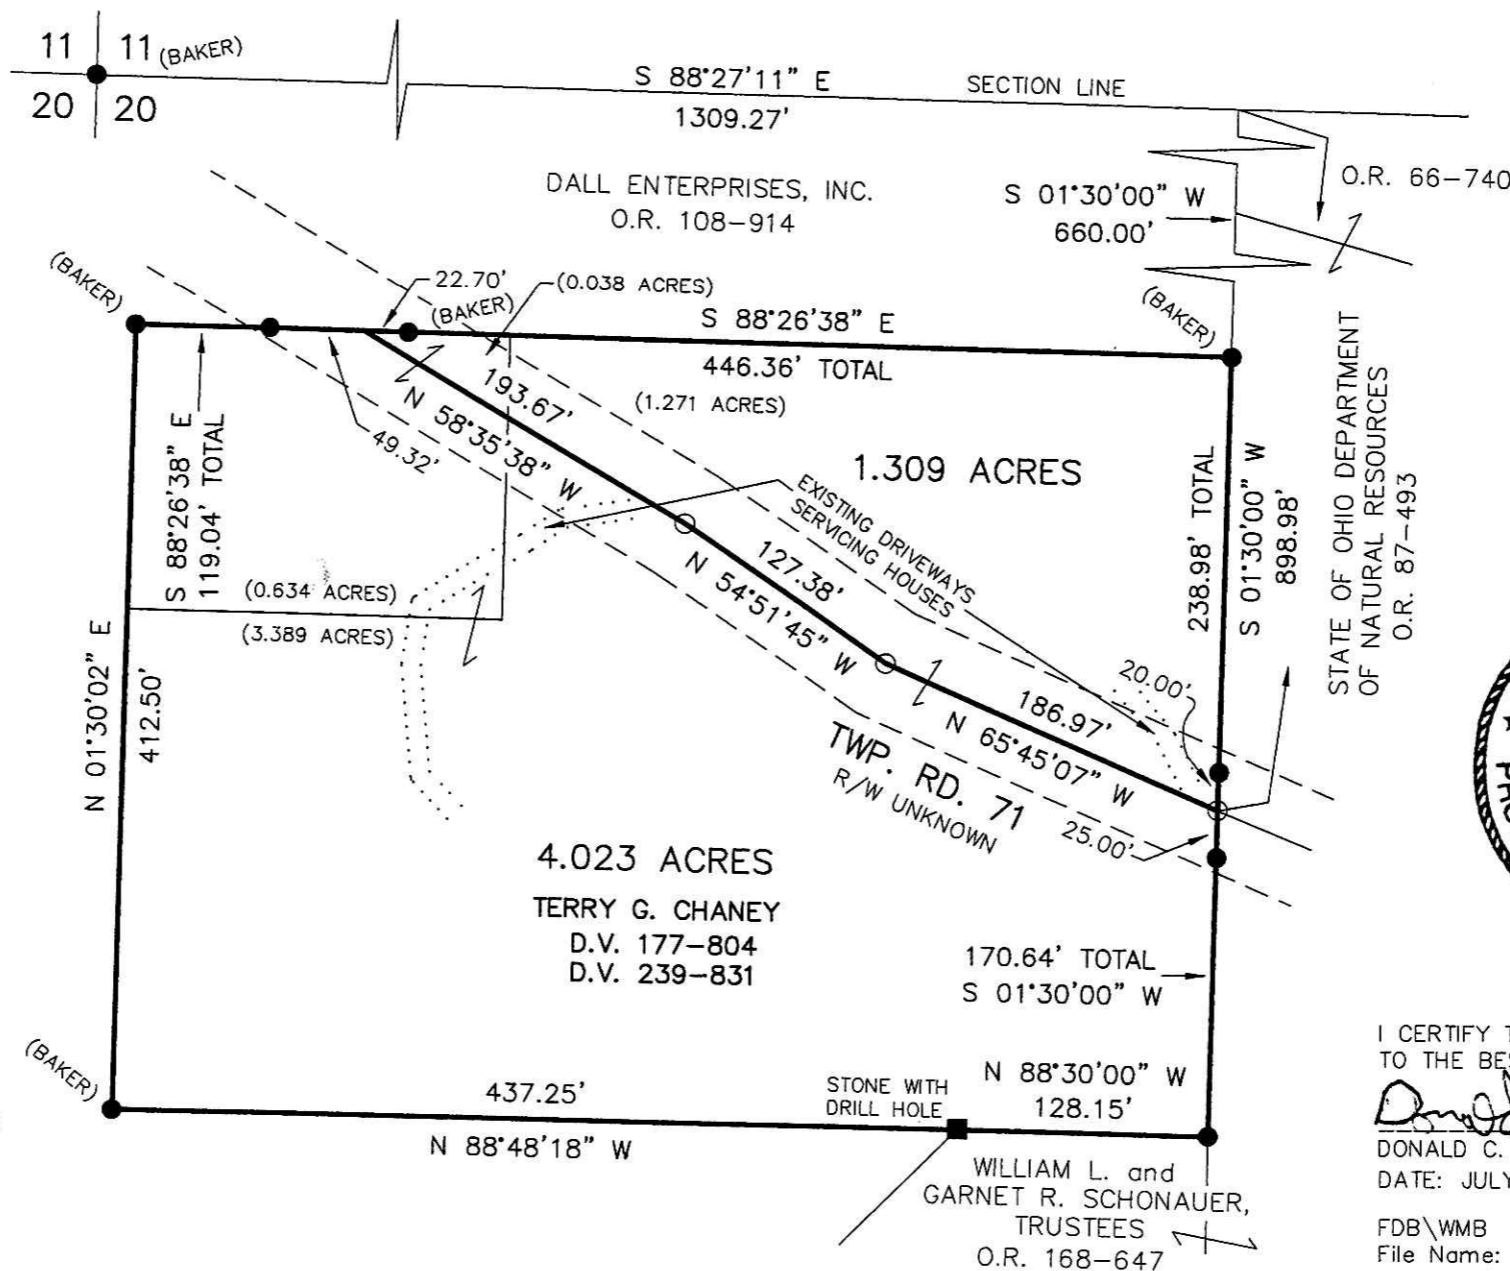 11 11 (BAKER)
20 20
S 88°27'11" E SECTION LINE
1309.27'
O.R. 66-740
DALL ENTERPRISES, INC.
O.R. 108-914
S 01°30'00" W
660.00'
(BAKER)
22.70'
(BAKER)
(0.038 ACRES)
(BAKER)
S 88°26'38" E
446.36' TOTAL
(1.271 ACRES)
193.67'
N 58°35'38" W
49.32'
S 88°26'38" E
119.04' TOTAL
1.309 ACRES
EXISTING DRIVEWAYS
SERVICING HOUSES
238.98' TOTAL
S 01°30'00" W
898.98'
STATE OF OHIO DEPARTMENT
OF NATURAL RESOURCES
O.R. 87-493
(0.634 ACRES)
(3.389 ACRES)
127.38'
N 54°51'45" W
N 01°30'02" E
412.50'
20.00'
186.97'
N 65°45'07" W
TWP. RD. 71
R/W UNKNOWN
25.00'
4.023 ACRES
TERRY G. CHANEY
D.V. 177-804
D.V. 239-831
170.64' TOTAL
S 01°30'00" W
(BAKER)
437.25'
N 88°48'18" W
STONE WITH
DRILL HOLE
N 88°30'00" W
128.15'
WILLIAM L. and
GARNET R. SCHONAUER,
TRUSTEES
O.R. 168-647
I CERTIFY
TO THE
DONALD C.
DATE: JULY
FDB\WMB
File Name: